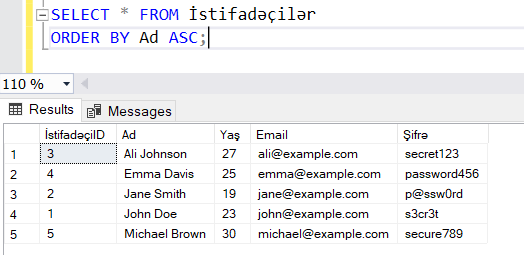 SELECT * FROM İstifadəçilər
ORDER BY Ad ASC;
110 %
Results Messages
İstifadəçiID Ad Yaş Email Şifrə
1 3 Ali Johnson 27 ali@example.com secret123
2 4 Emma Davis 25 emma@example.com password456
3 2 Jane Smith 19 jane@example.com p@ssw0rd
4 1 John Doe 23 john@example.com s3cr3t
5 5 Michael Brown 30 michael@example.com secure789